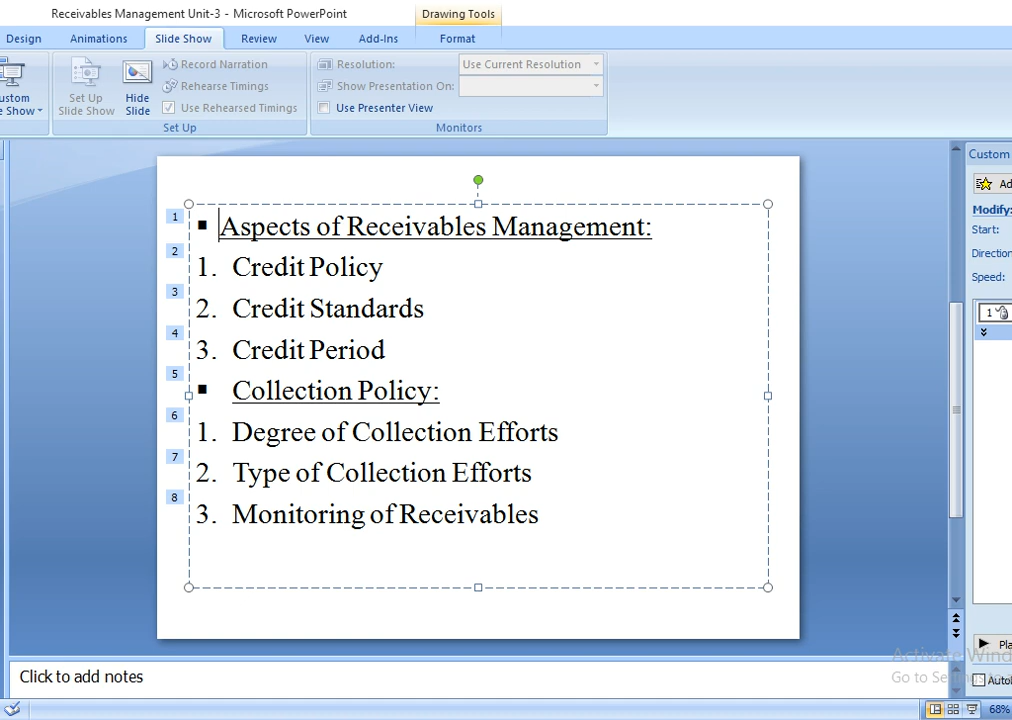 Receivables Management Unit-3 - Microsoft PowerPoint
Drawing Tools
Design Animations Slide Show Review View Add-Ins Format
Record Narration
Resolution: Use Current Resolution
Rehearse Timings
Show Presentation On:
Set Up
Slide Show
Hide
Slide
Use Rehearsed Timings
Use Presenter View
Set Up
Monitors
Custom
Modify:
Start:
Speed:
1
1 ▪ Aspects of Receivables Management:
2 1. Credit Policy
3 2. Credit Standards
4 3. Credit Period
5 ▪ Collection Policy:
6 1. Degree of Collection Efforts
7 2. Type of Collection Efforts
8 3. Monitoring of Receivables
Click to add notes
68%